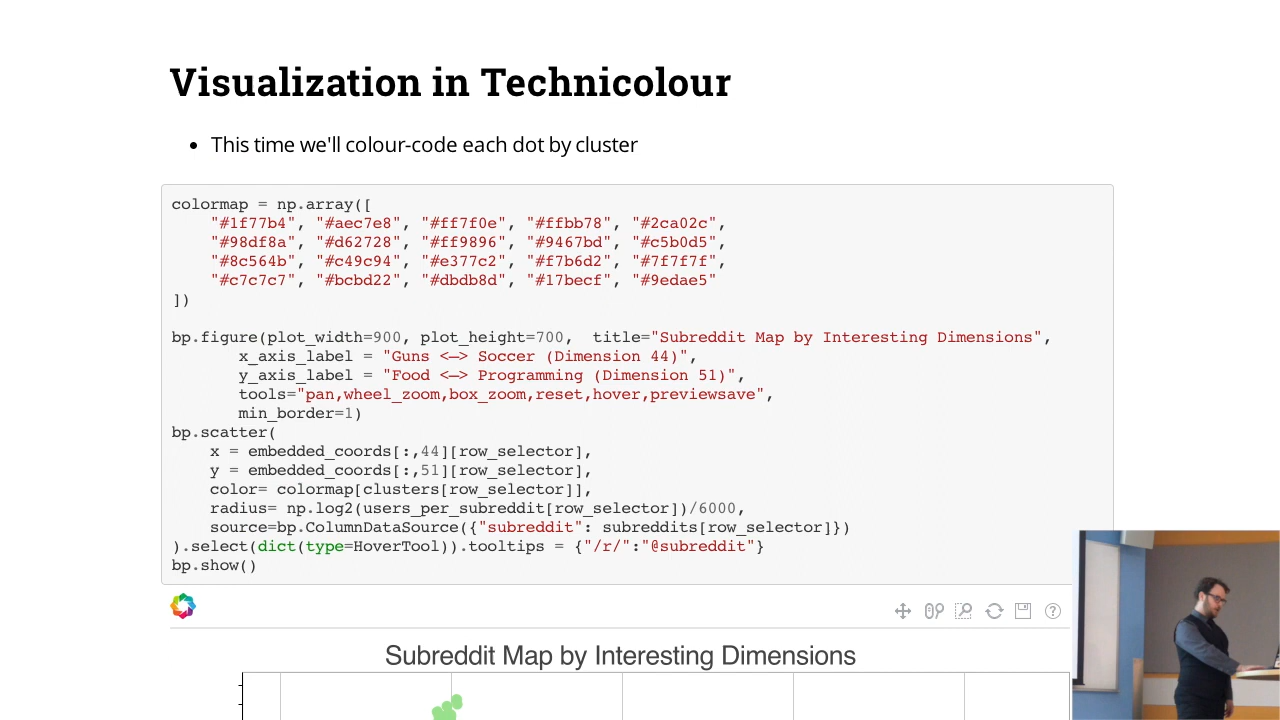 Visualization in Technicolour
• This time we'll colour-code each dot by cluster
colormap = np.array([
    "#1f77b4", "#aec7e8", "#ff7f0e", "#ffbb78", "#2ca02c",
    "#98df8a", "#d62728", "#ff9896", "#9467bd", "#c5b0d5",
    "#8c564b", "#c49c94", "#e377c2", "#f7b6d2", "#7f7f7f",
    "#c7c7c7", "#bcbd22", "#dbdb8d", "#17becf", "#9edae5"
])
bp.figure(plot_width=900, plot_height=700,  title="Subreddit Map by Interesting Dimensions",
       x_axis_label = "Guns <—> Soccer (Dimension 44)",
       y_axis_label = "Food <—> Programming (Dimension 51)",
       tools="pan,wheel_zoom,box_zoom,reset,hover,previewsave",
       min_border=1)
bp.scatter(
    x = embedded_coords[:,44][row_selector],
    y = embedded_coords[:,51][row_selector],
    color= colormap[clusters[row_selector]],
    radius= np.log2(users_per_subreddit[row_selector])/6000,
    source=bp.ColumnDataSource({"subreddit": subreddits[row_selector]})
).select(dict(type=HoverTool)).tooltips = {"/r/":"@subreddit"}
bp.show()
?
Subreddit Map by Interesting Dimensions